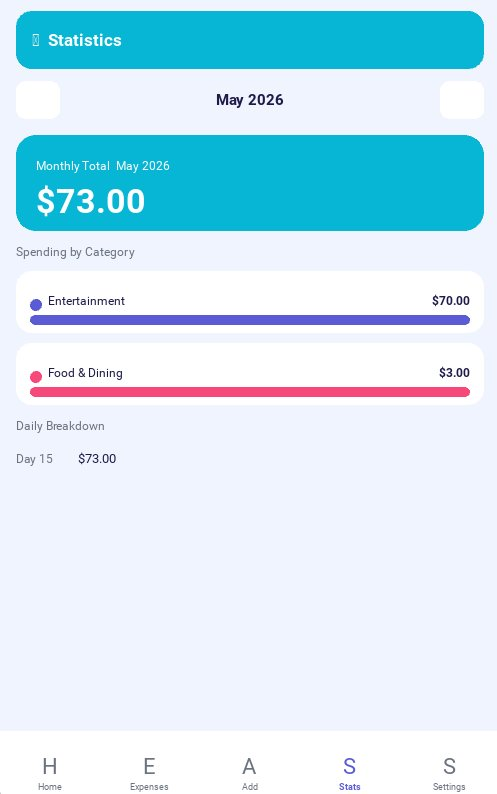 Statistics
May 2026
Monthly Total  May 2026
$73.00
Spending by Category
Entertainment $70.00
Food & Dining $3.00
Daily Breakdown
Day 15 $73.00
H E A S S
Home Expenses Add Stats Settings